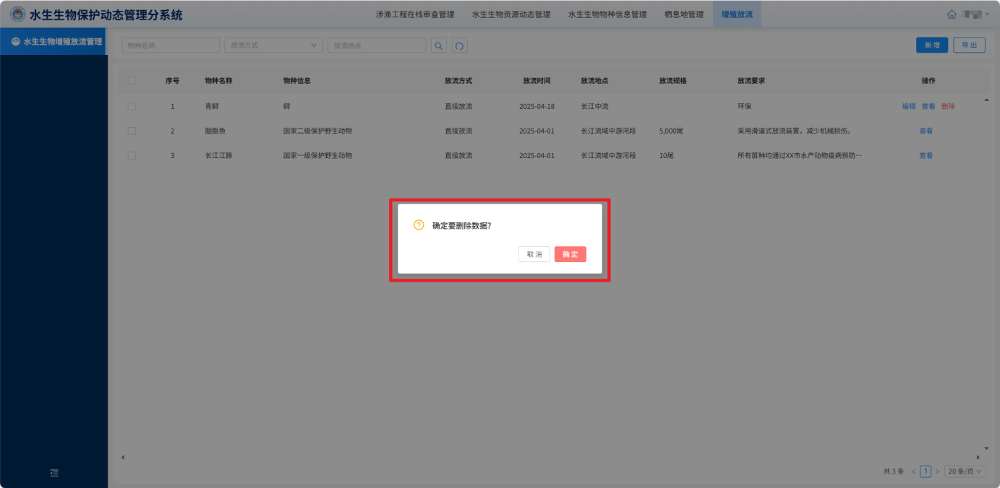 水生生物保护动态管理分系统 涉渔工程在线审查管理 水生生物资源动态管理 水生生物物种信息管理 栖息地管理 增殖放流
水生生物增殖放流管理
物种名称 放流方式 放流地点 新增 导出
序号 物种名称 物种信息 放流方式 放流时间 放流地点 放流规格 放流要求 操作
1 青鲟 鲟 直接放流 2025-04-18 长江中流 环保 编辑 查看 删除
2 胭脂鱼 国家二级保护野生动物 直接放流 2025-04-01 长江流域中游河段 5,000尾 采用滑道式放流装置，减少机械损伤。 查看
3 长江江豚 国家一级保护野生动物 直接放流 2025-04-01 长江流域中游河段 10尾 所有苗种均通过XX市水产动物疫病预防… 查看
确定要删除数据?
取消 确定
共 3 条 < 1 > 20 条/页